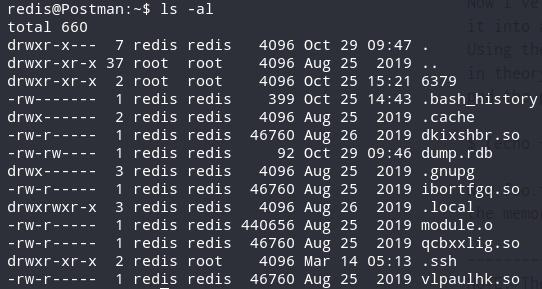 redis@Postman:~$ ls -al
total 660
drwxr-x---  7 redis redis   4096 Oct 29 09:47 .
drwxr-xr-x 37 root  root    4096 Aug 25  2019 ..
drwxr-xr-x  2 root  root    4096 Oct 25 15:21 6379
-rw-------  1 redis redis    399 Oct 25 14:43 .bash_history
drwx------  2 redis redis   4096 Aug 25  2019 .cache
-rw-r-----  1 redis redis  46760 Aug 26  2019 dkixshbr.so
-rw-rw----  1 redis redis     92 Oct 29 09:46 dump.rdb
drwx------  3 redis redis   4096 Aug 25  2019 .gnupg
-rw-r-----  1 redis redis  46760 Aug 25  2019 ibortfgq.so
drwxrwxr-x  3 redis redis   4096 Aug 26  2019 .local
-rw-r-----  1 redis redis 440656 Aug 25  2019 module.o
-rw-r-----  1 redis redis  46760 Aug 25  2019 qcbxxlig.so
drwxr-xr-x  2 redis root    4096 Mar 14 05:13 .ssh
-rw-r-----  1 redis redis  46760 Aug 25  2019 vlpaulhk.so
Now I ve
it into
Using the
in theor
the memor